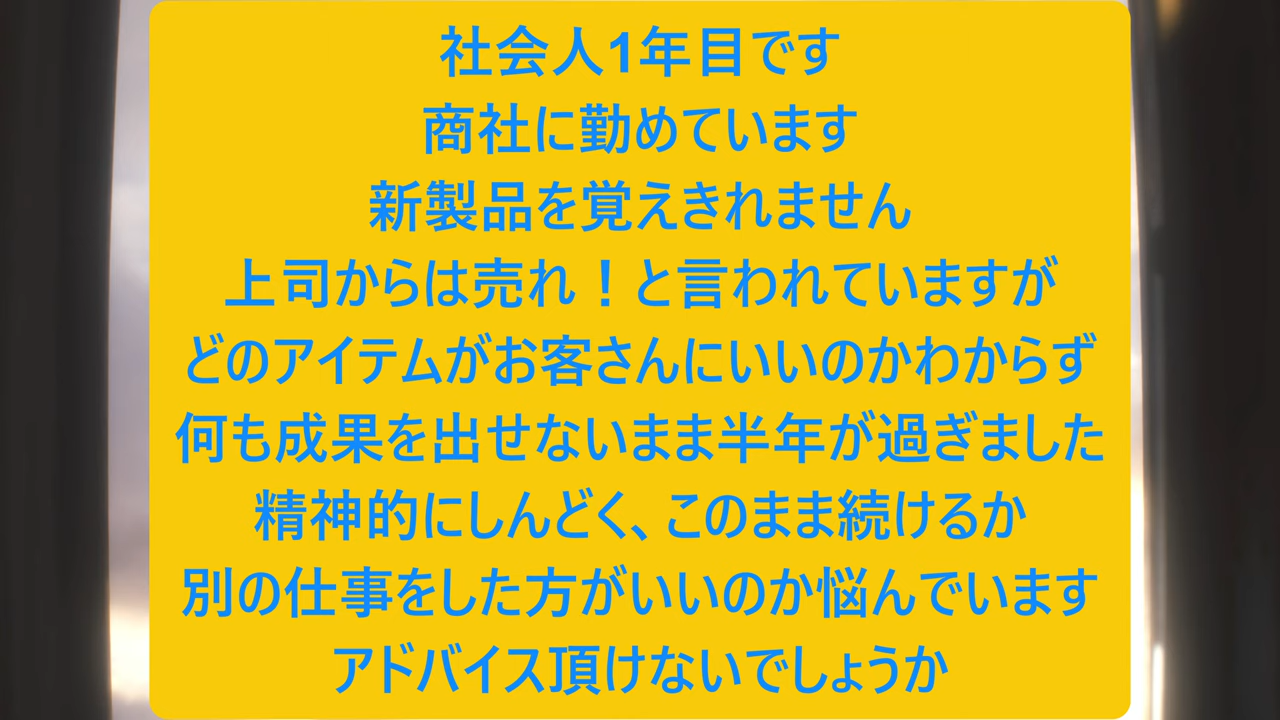 社会人1年目です
商社に勤めています
新製品を覚えきれません
上司からは売れ！と言われていますが
どのアイテムがお客さんにいいのかわからず
何も成果を出せないまま半年が過ぎました
精神的にしんどく、このまま続けるか
別の仕事をした方がいいのか悩んでいます
アドバイス頂けないでしょうか